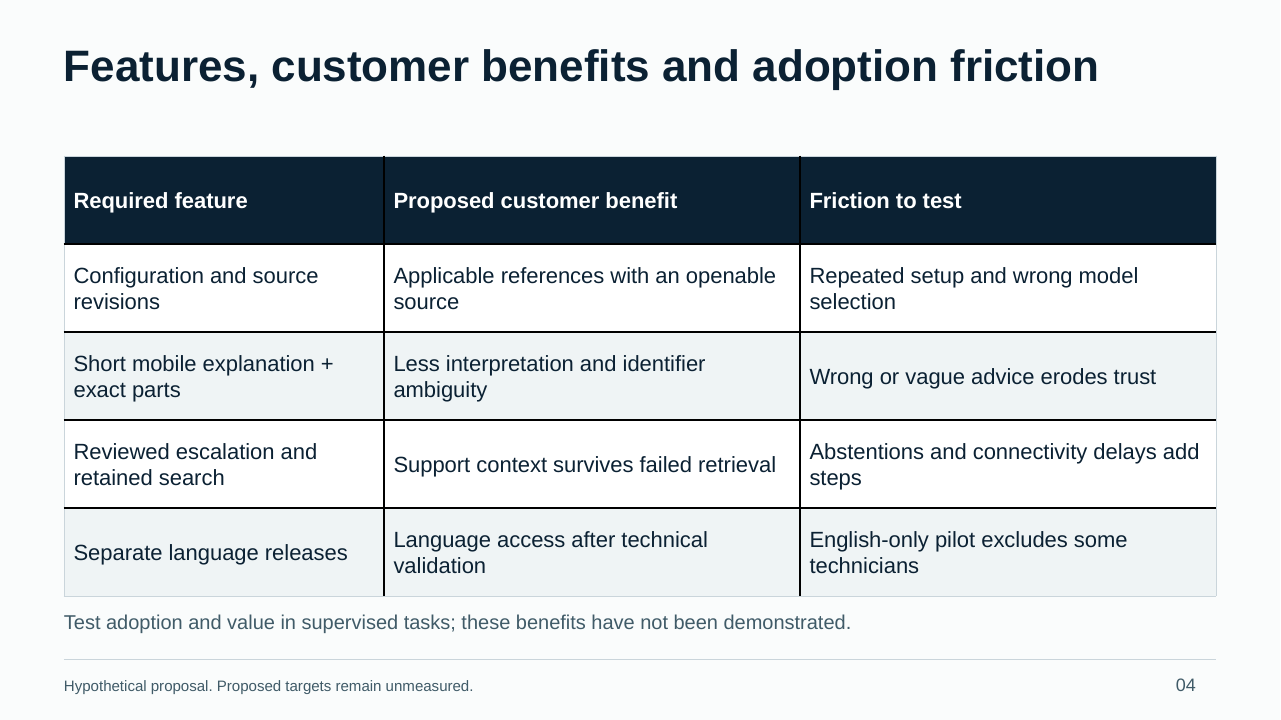 Features, customer benefits and adoption friction
Required feature
Proposed customer benefit
Friction to test
Configuration and source
revisions
Applicable references with an openable
source
Repeated setup and wrong model
selection
Short mobile explanation +
exact parts
Less interpretation and identifier
ambiguity
Wrong or vague advice erodes trust
Reviewed escalation and
retained search
Support context survives failed retrieval
Abstentions and connectivity delays add
steps
Separate language releases
Language access after technical
validation
English-only pilot excludes some
technicians
Test adoption and value in supervised tasks; these benefits have not been demonstrated.
Hypothetical proposal. Proposed targets remain unmeasured.
04